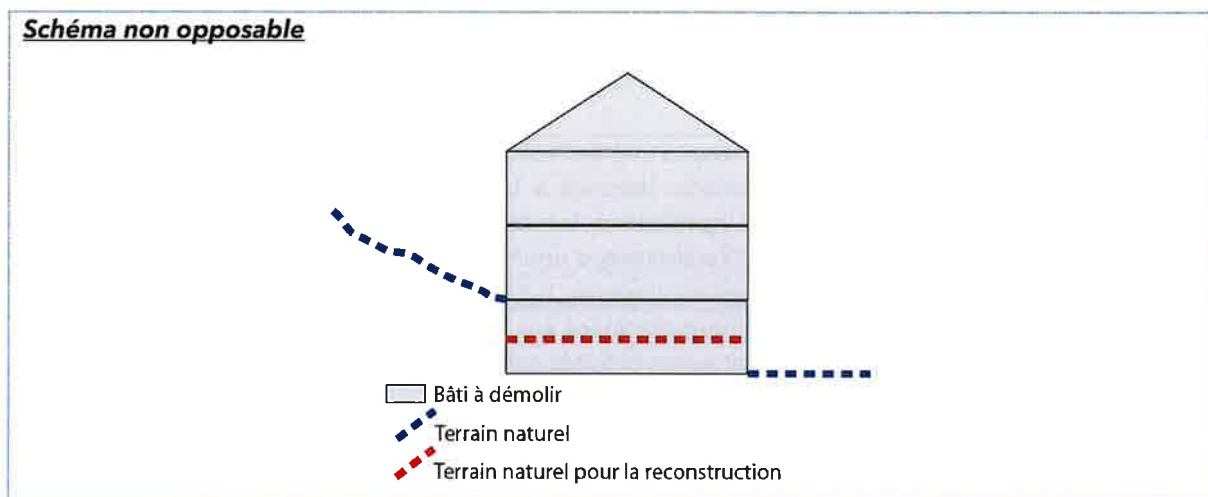 Schéma non opposable
Bâti à démolir
Terrain naturel
Terrain naturel pour la reconstruction